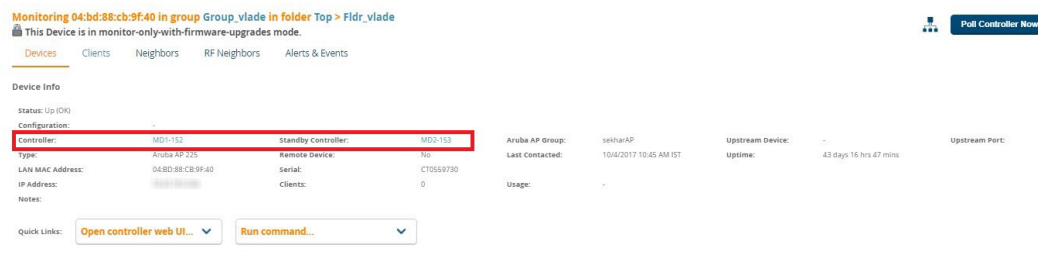 Monitoring 04:bd:88:cb:9f:40 in group Group_vlade in folder Top > Fldr_vlade
This Device is in monitor-only-with-firmware-upgrades mode.
Poll Controller Now
Devices Clients Neighbors RF Neighbors Alerts & Events
Device Info
Status: Up (OK)
Configuration: -
Controller: MD1-152 Standby Controller: MD2-153 Aruba AP Group: sekharAP Upstream Device: - Upstream Port:
Type: Aruba AP 225 Remote Device: No Last Contacted: 10/4/2017 10:45 AM IST Uptime: 43 days 16 hrs 47 mins
LAN MAC Address: 04:BD:88:CB:9F:40 Serial: CT0559730
IP Address: Clients: 0 Usage: -
Notes:
Quick Links: Open controller web UI... Run command...